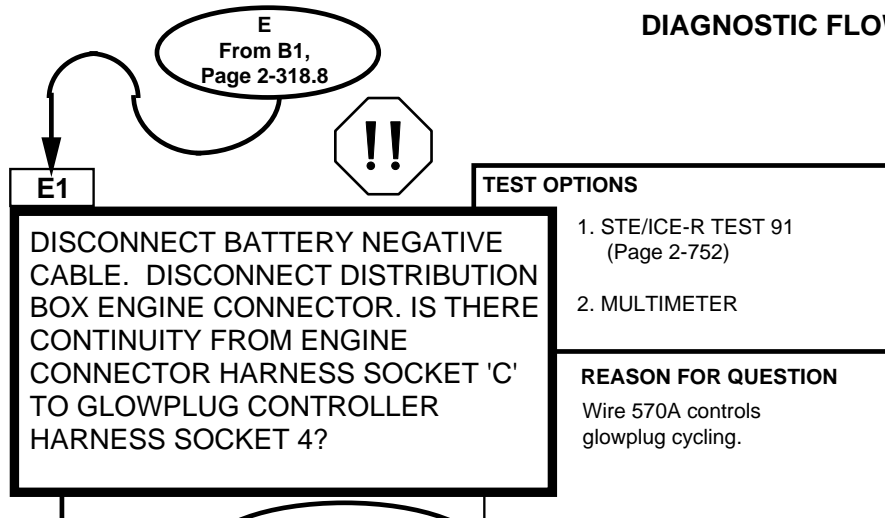 DIAGNOSTIC FLO
E
From B1,
Page 2-318.8
!!
E1
DISCONNECT BATTERY NEGATIVE
CABLE. DISCONNECT DISTRIBUTION
BOX ENGINE CONNECTOR. IS THERE
CONTINUITY FROM ENGINE
CONNECTOR HARNESS SOCKET 'C'
TO GLOWPLUG CONTROLLER
HARNESS SOCKET 4?
TEST OPTIONS
1. STE/ICE-R TEST 91
(Page 2-752)
2. MULTIMETER
REASON FOR QUESTION
Wire 570A controls
glowplug cycling.